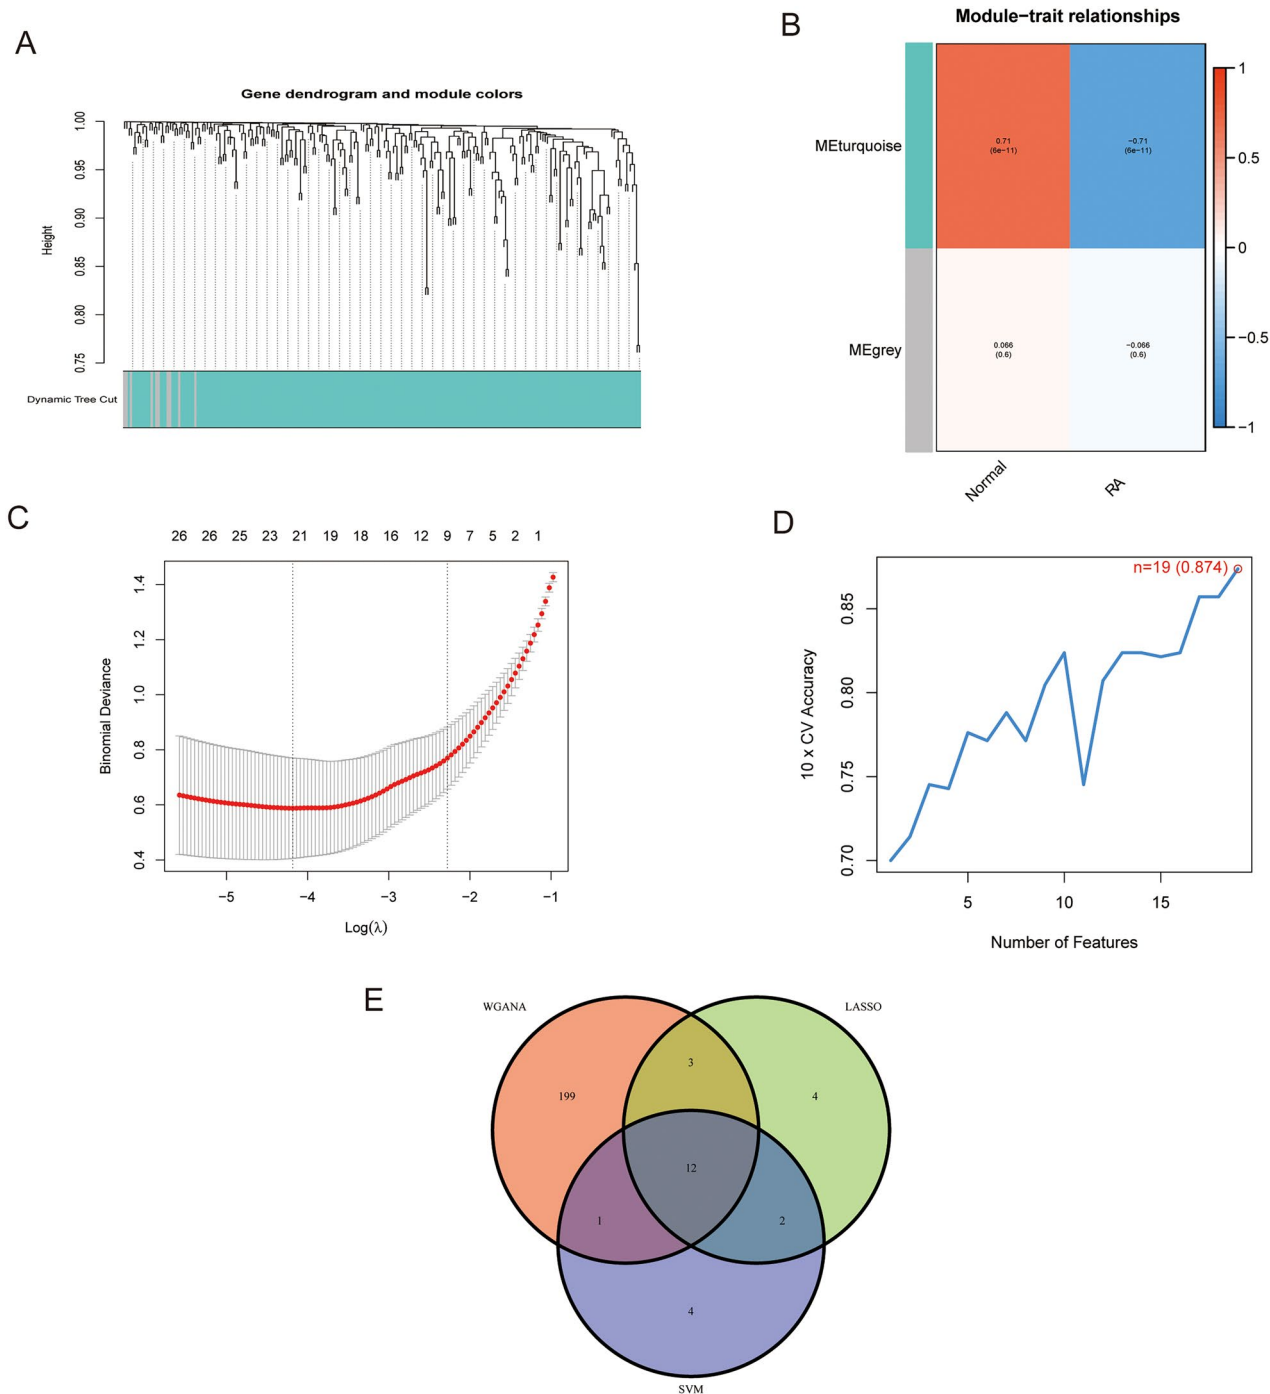 A
Gene dendrogram and module colors
Height
1.00
0.95
0.90
0.85
0.80
0.75
Dynamic Tree Cut
B
Module−trait relationships
MEturquoise
0.71
(6e−11)
−0.71
(6e−11)
MEgrey
0.066
(0.6)
−0.066
(0.6)
Normal
RA
1
0.5
0
−0.5
−1
C
26 26 25 23 21 19 18 16 12 9 7 5 2 1
Binomial Deviance
1.4
1.2
1.0
0.8
0.6
0.4
−5 −4 −3 −2 −1
Log(λ)
D
n=19 (0.874)
10 x CV Accuracy
0.85
0.80
0.75
0.70
5 10 15
Number of Features
E
WGANA
LASSO
3
199
4
12
1
2
4
SVM